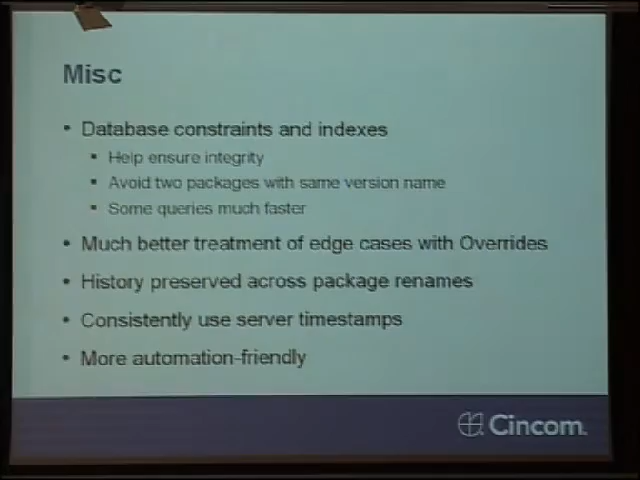 Misc
• Database constraints and indexes
▪ Help ensure integrity
▪ Avoid two packages with same version name
▪ Some queries much faster
• Much better treatment of edge cases with Overrides
• History preserved across package renames
• Consistently use server timestamps
• More automation-friendly
Cincom.